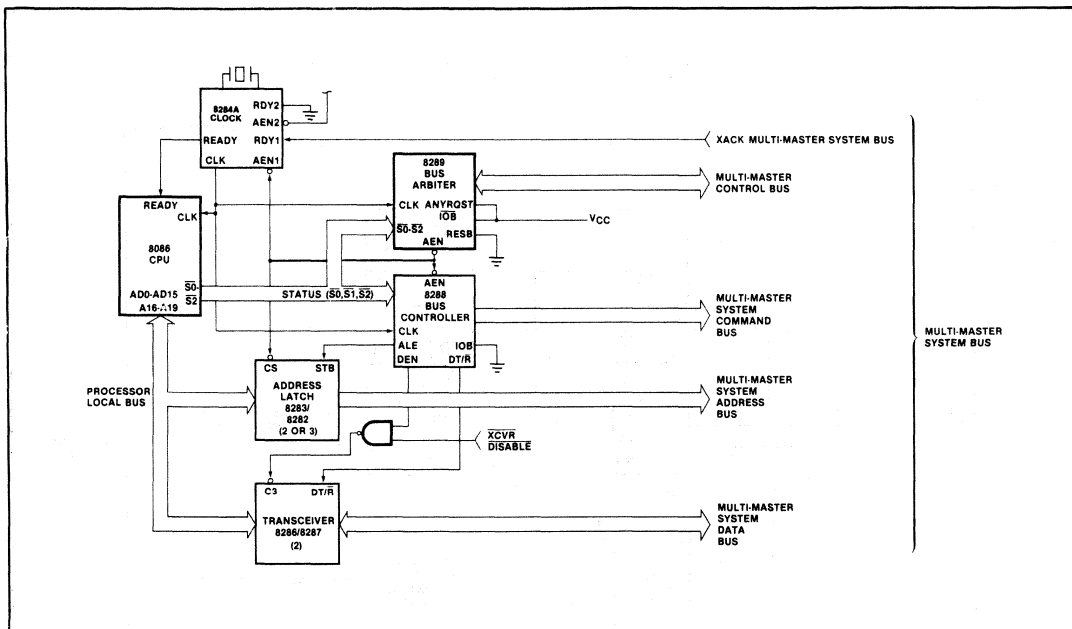 8284A
CLOCK
RDY2
AEN2
READY
RDY1
CLK
AEN1
XACK MULTI-MASTER SYSTEM BUS
8289
BUS
ARBITER
CLK
ANYRQST
IOB
S0-S2
RESB
AEN
MULTI-MASTER
CONTROL BUS
VCC
READY
CLK
8086
CPU
S0-
S2
AD0-AD15
A16-A19
STATUS (S0,S1,S2)
AEN
8288
BUS
CONTROLLER
CLK
ALE
IOB
DEN
DT/R
MULTI-MASTER
SYSTEM
COMMAND
BUS
MULTI-MASTER
SYSTEM BUS
PROCESSOR
LOCAL BUS
CS
STB
ADDRESS
LATCH
8283/
8282
(2 OR 3)
MULTI-MASTER
SYSTEM
ADDRESS
BUS
XCVR
DISABLE
C3
DT/R
TRANSCEIVER
8286/8287
(2)
MULTI-MASTER
SYSTEM
DATA
BUS